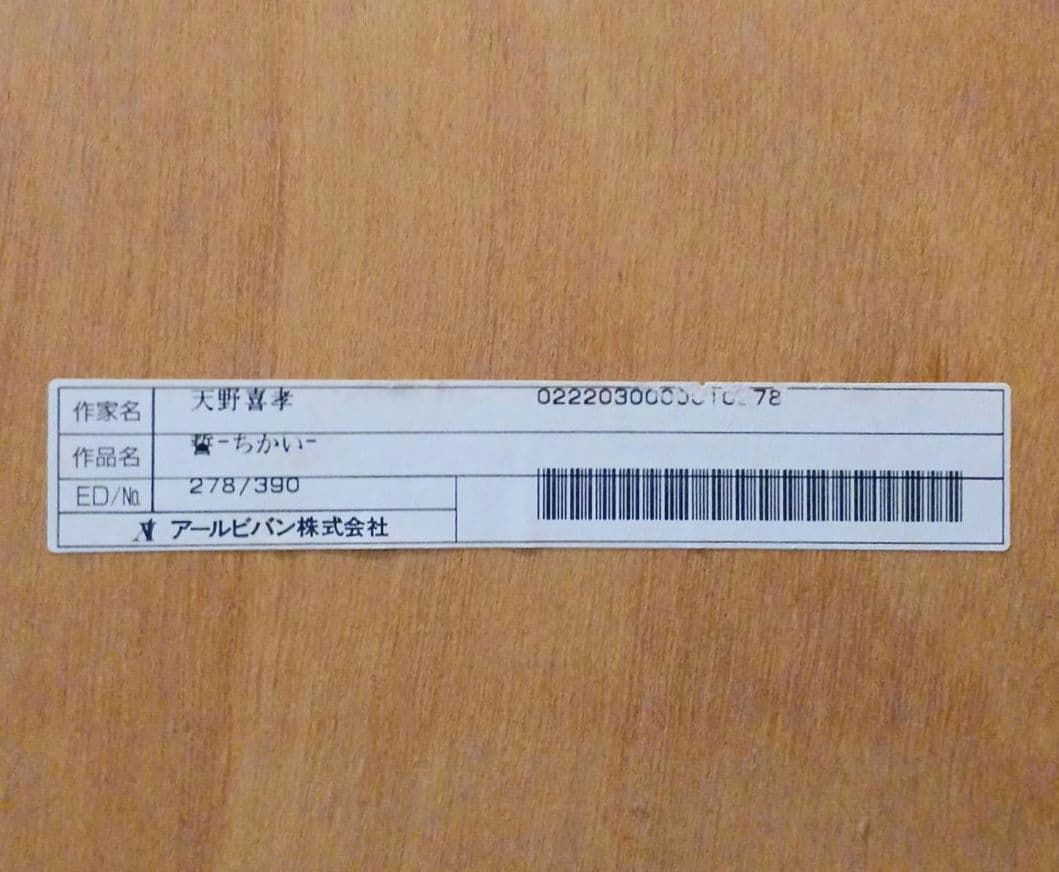 作家名 天野喜孝 0222030000
作品名 誓-ちかい-
ED/No. 278/390
アールビバン株式会社